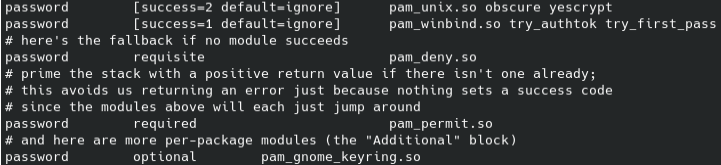 password        [success=2 default=ignore]      pam_unix.so obscure yescrypt
password        [success=1 default=ignore]      pam_winbind.so try_authtok try_first_pass
# here's the fallback if no module succeeds
password        requisite                       pam_deny.so
# prime the stack with a positive return value if there isn't one already;
# this avoids us returning an error just because nothing sets a success code
# since the modules above will each just jump around
password        required                        pam_permit.so
# and here are more per-package modules (the "Additional" block)
password        optional        pam_gnome_keyring.so